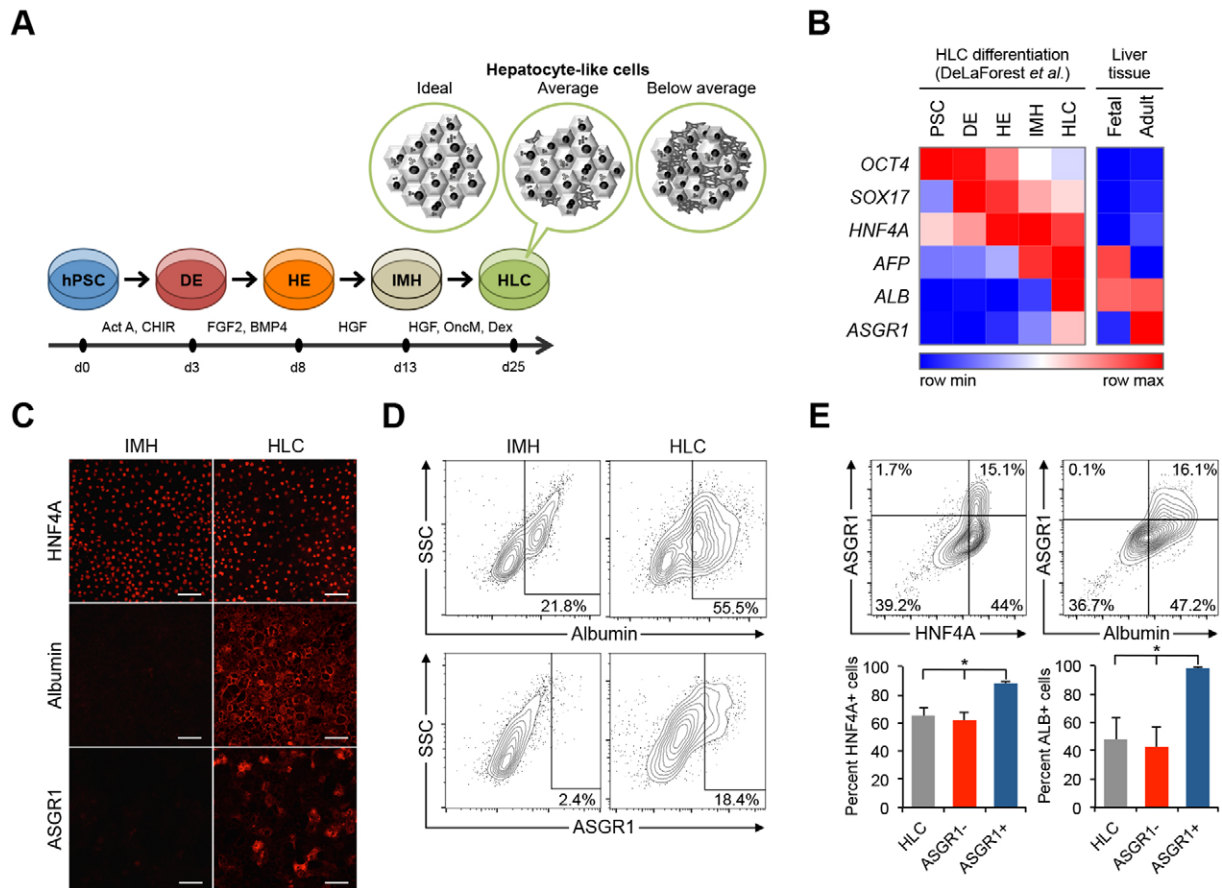 A
Hepatocyte-like cells
Ideal
Average
Below average
hPSC
DE
HE
IMH
HLC
Act A, CHIR
FGF2, BMP4
HGF
HGF, OncM, Dex
d0
d3
d8
d13
d25
B
HLC differentiation
(DeLaForest et al.)
Liver
tissue
PSC
DE
HE
IMH
HLC
Fetal
Adult
OCT4
SOX17
HNF4A
AFP
ALB
ASGR1
row min
row max
C
IMH
HLC
HNF4A
Albumin
ASGR1
D
IMH
HLC
SSC
21.8%
55.5%
Albumin
SSC
2.4%
18.4%
ASGR1
E
ASGR1
1.7%
15.1%
39.2%
44%
HNF4A
ASGR1
0.1%
16.1%
36.7%
47.2%
Albumin
Percent HNF4A+ cells
100
80
60
40
20
0
*
HLC
ASGR1-
ASGR1+
Percent ALB+ cells
100
80
60
40
20
0
*
HLC
ASGR1-
ASGR1+